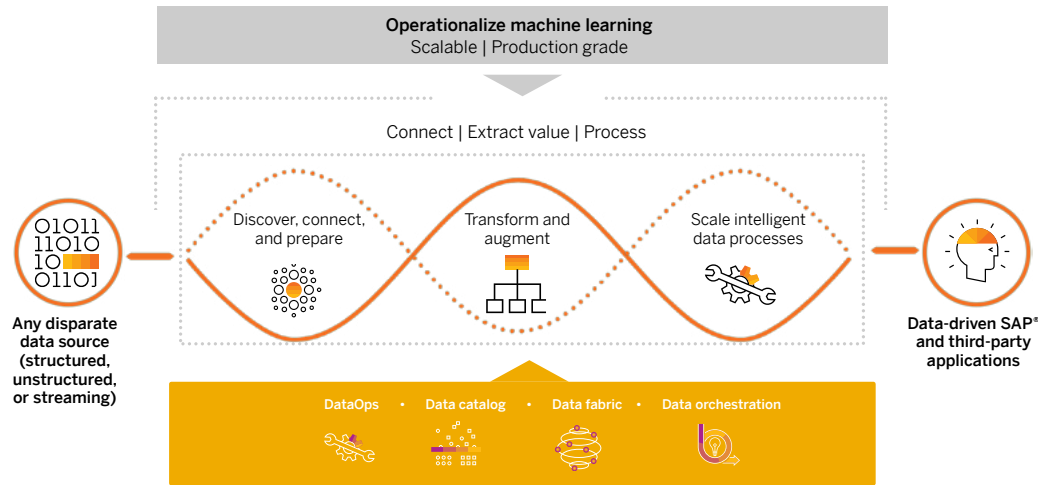 Operationalize machine learning
Scalable | Production grade
Connect | Extract value | Process
Discover, connect,
and prepare
Transform and
augment
Scale intelligent
data processes
01011
11010
10
01101
Any disparate
data source
(structured,
unstructured,
or streaming)
Data-driven SAP®
and third-party
applications
DataOps • Data catalog • Data fabric • Data orchestration